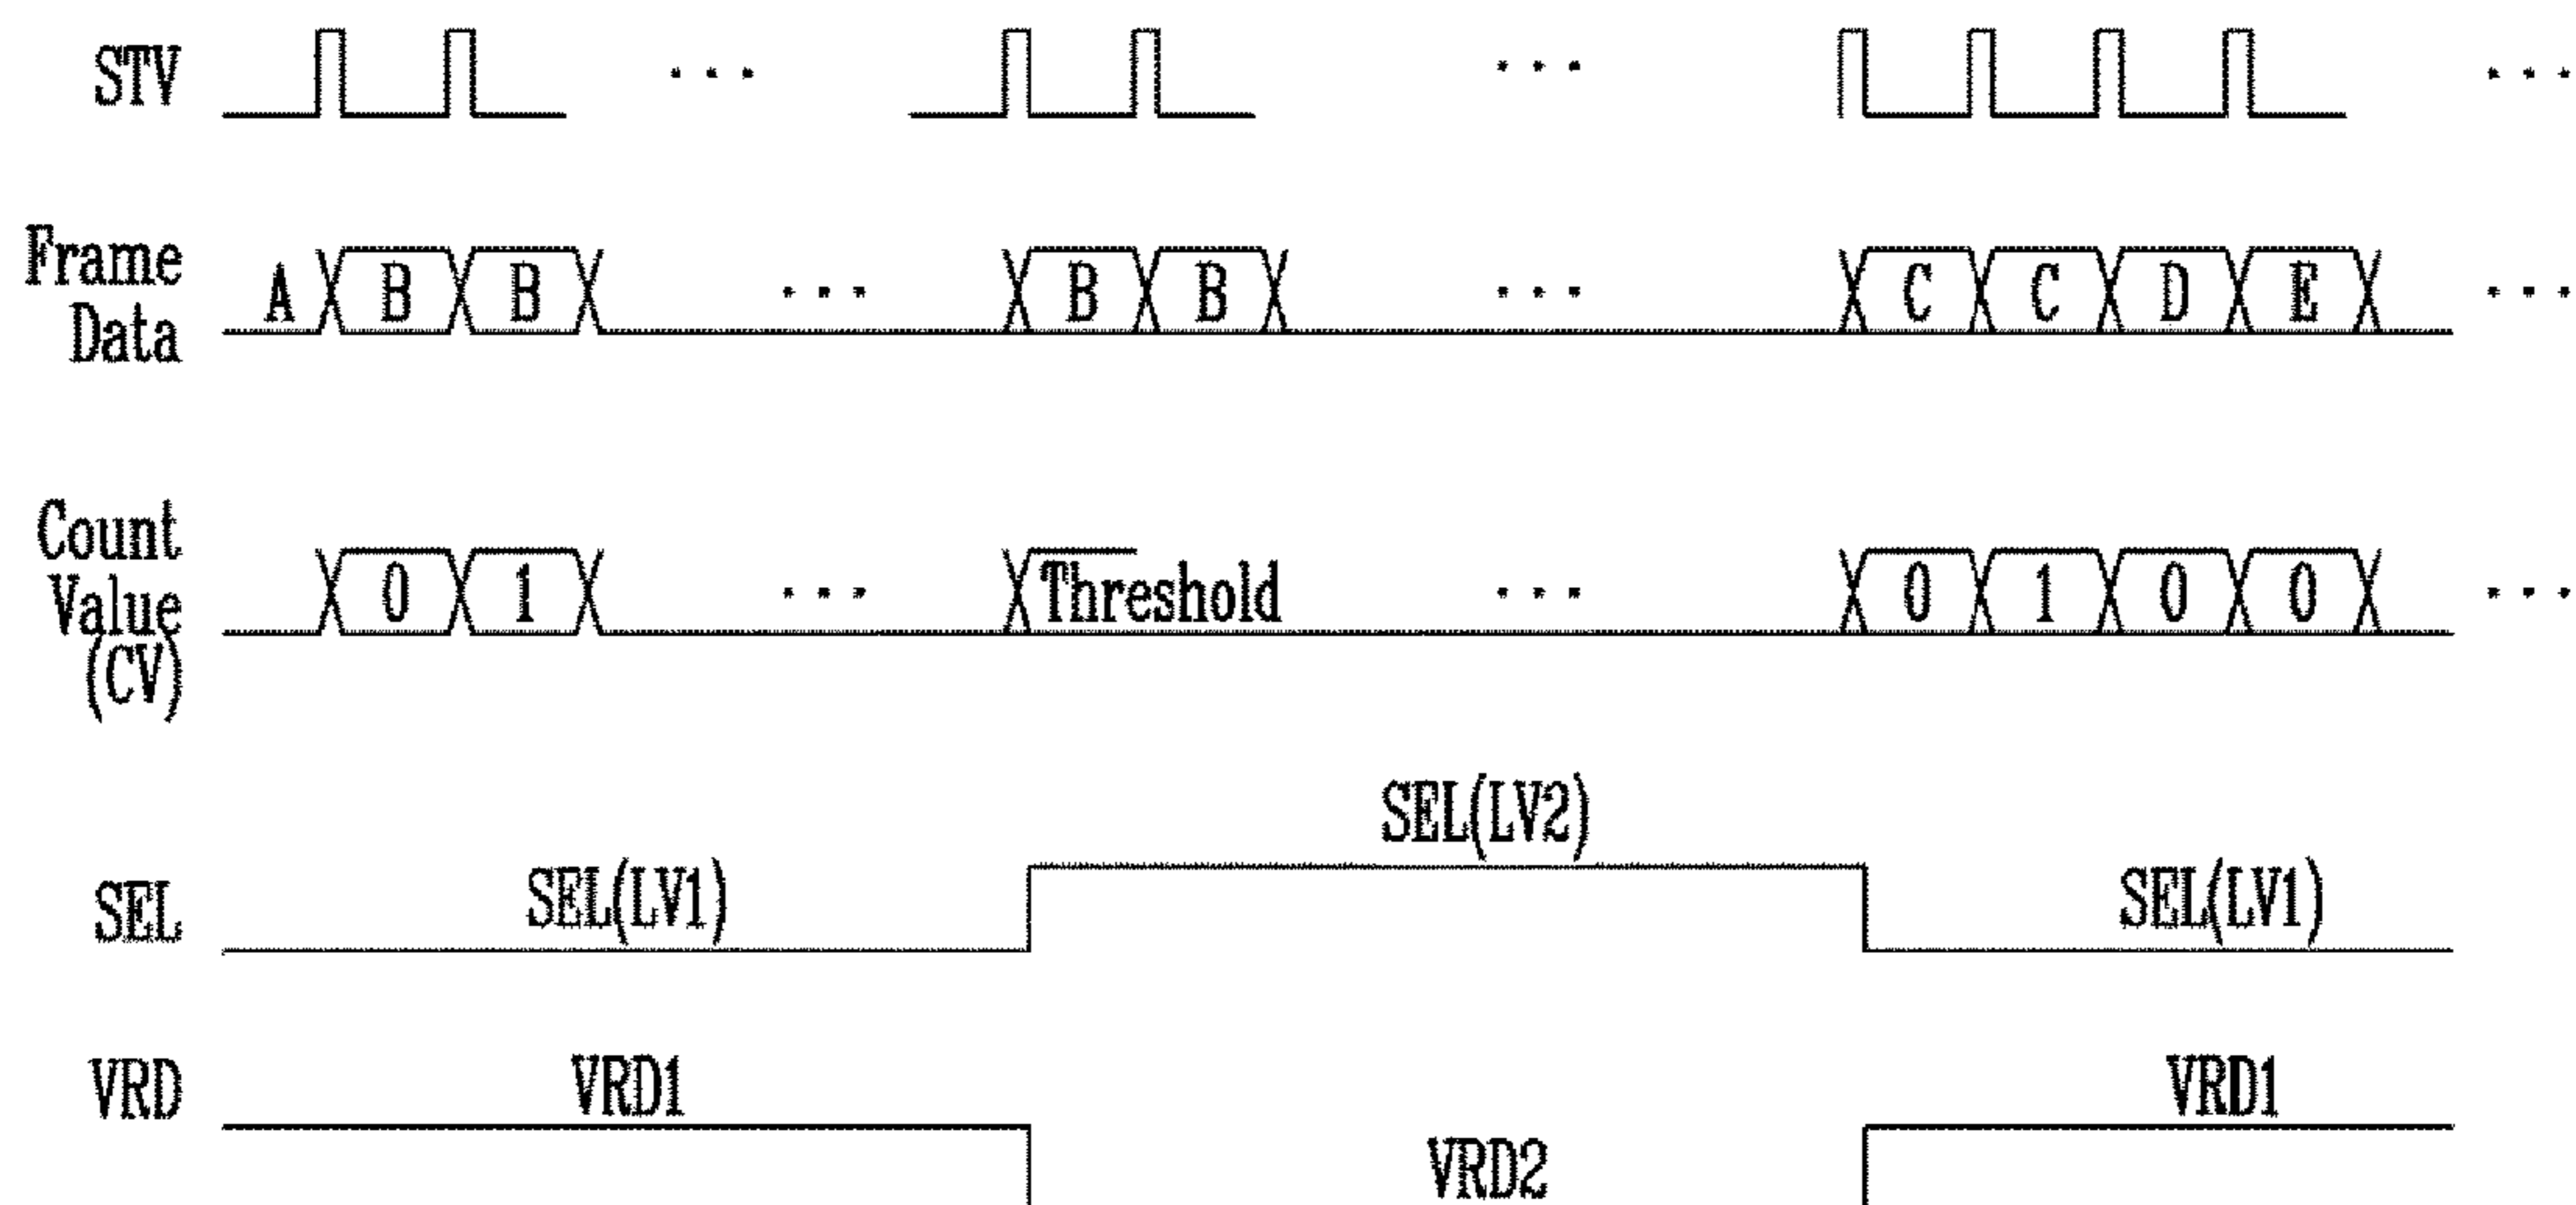 STV ... ... ...
Frame
Data
A B B ... B B ... C C D E ...
Count
Value
(CV)
0 1 ... Threshold ... 0 1 0 0 ...
SEL(LV2)
SEL SEL(LV1) SEL(LV1)
VRD VRD1 VRD1
VRD2